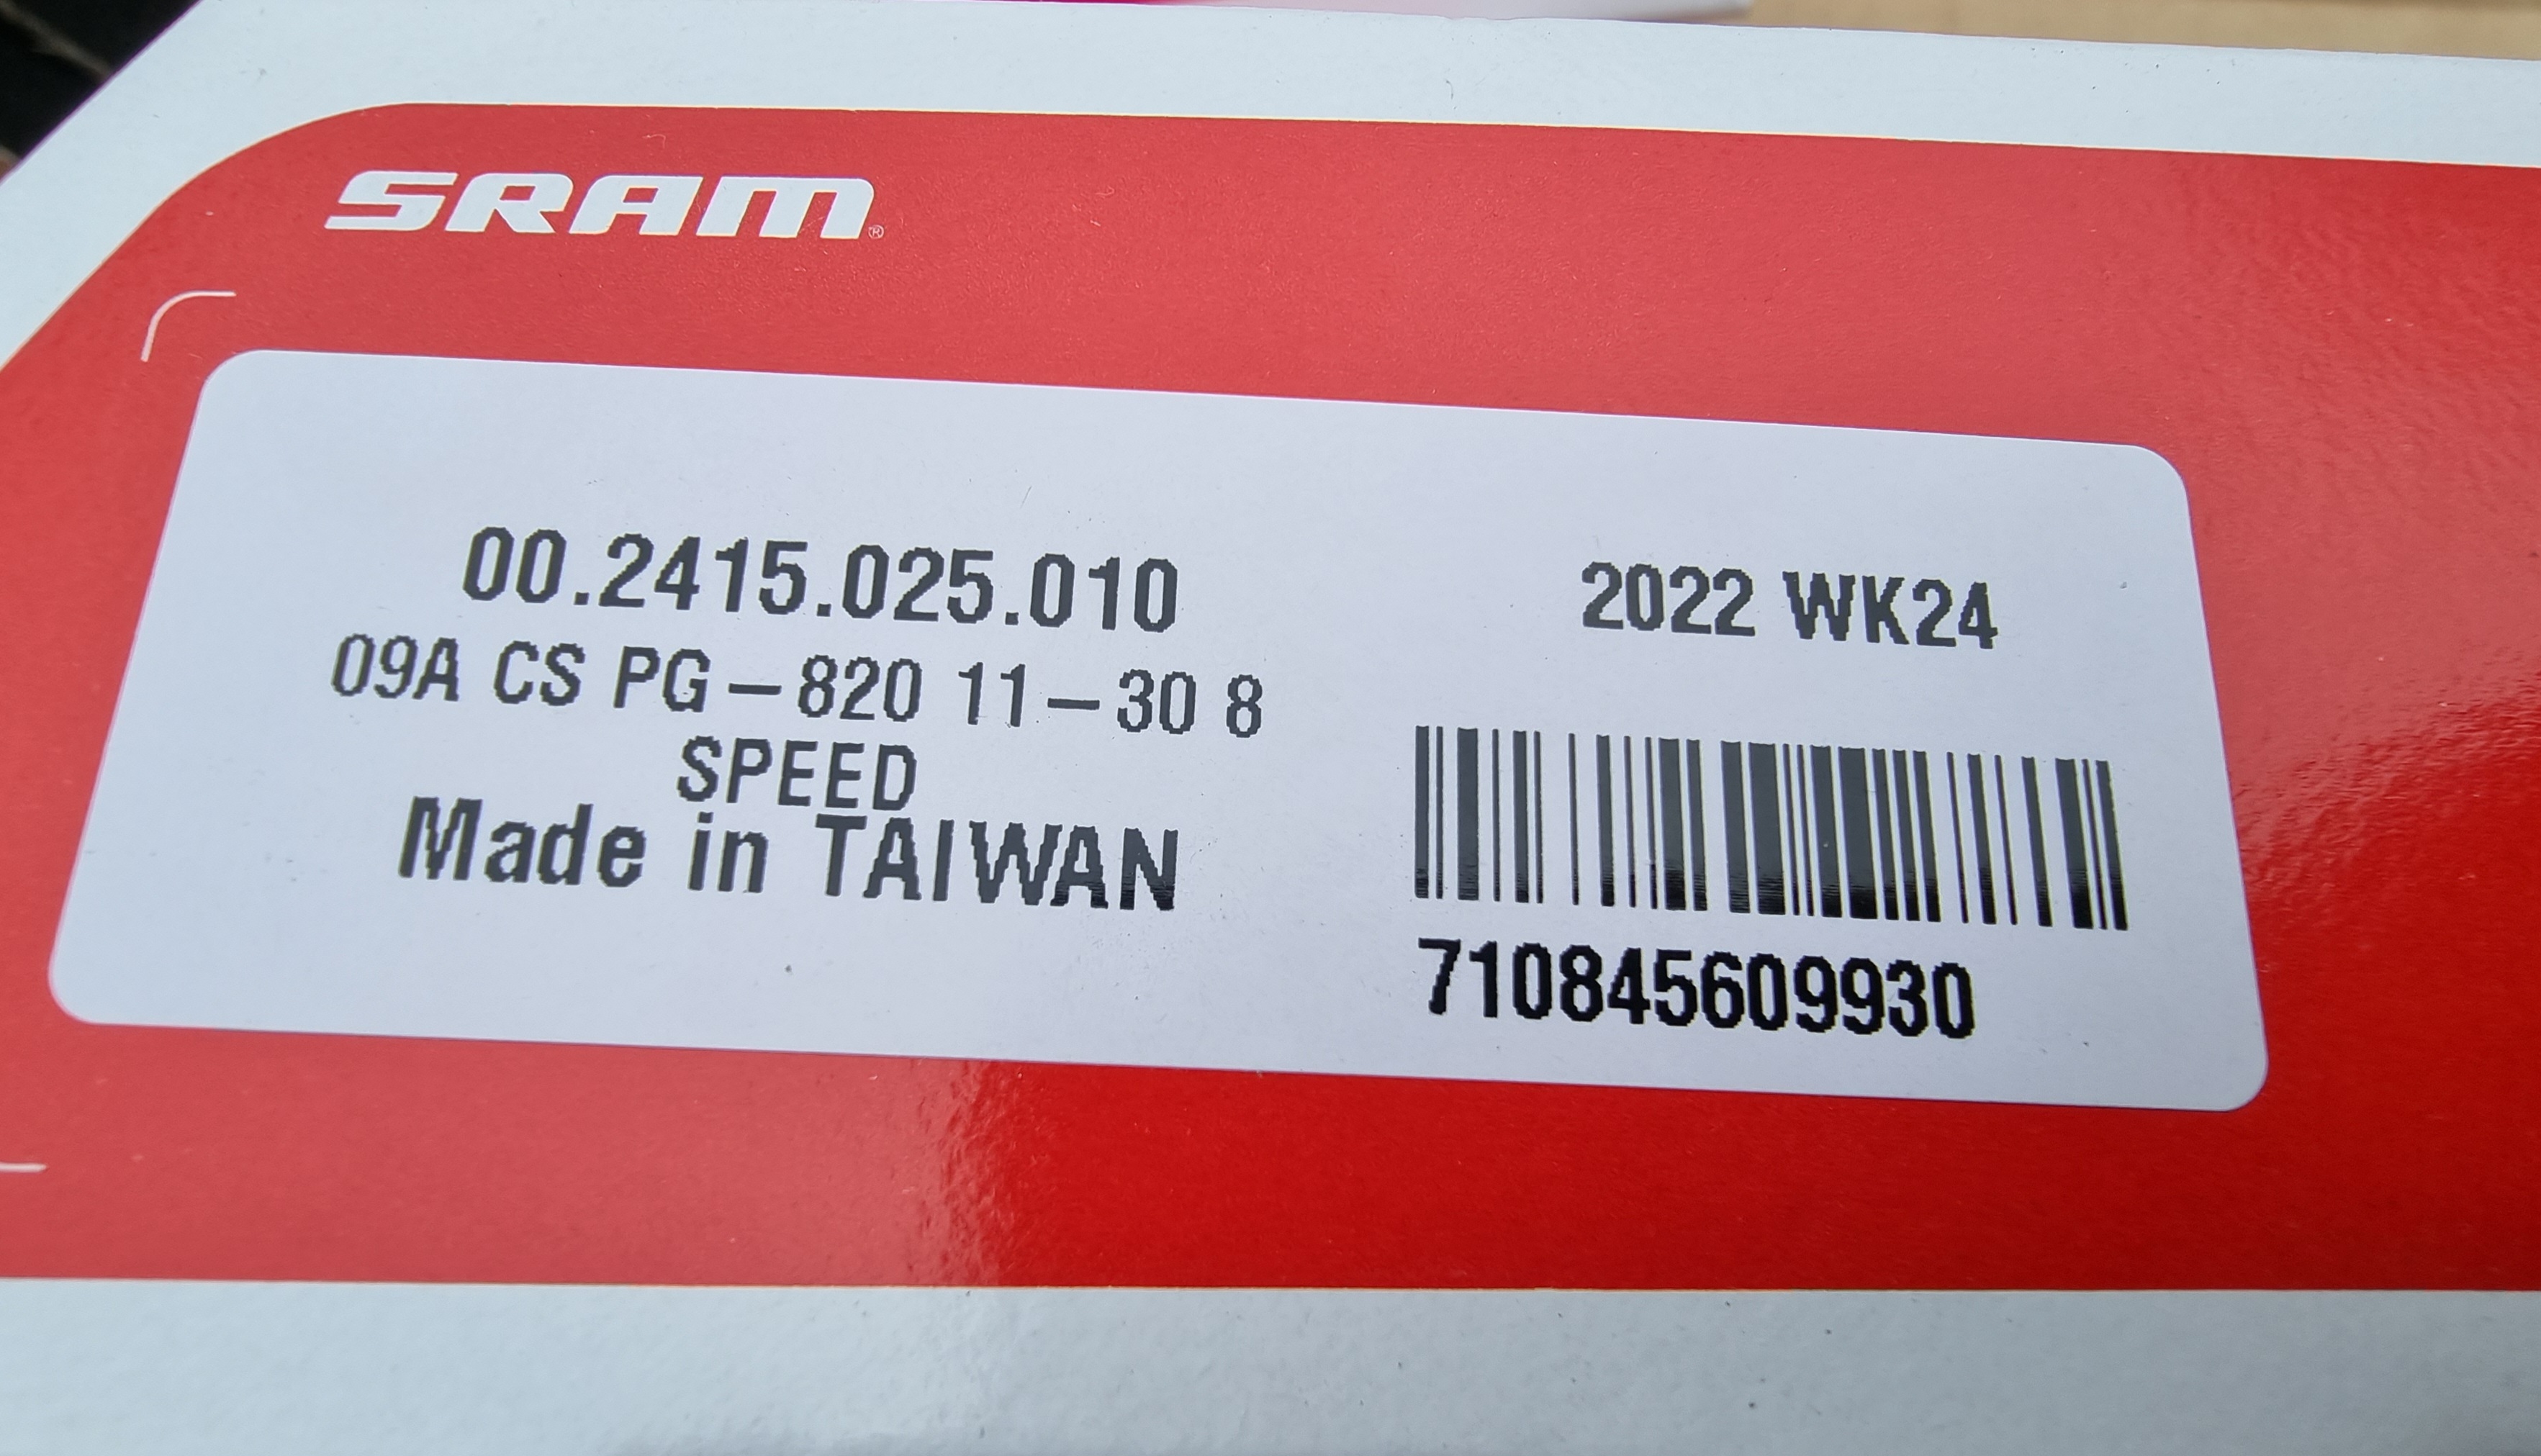 SRAM®
00.2415.025.010
09A CS PG-820 11-30 8
SPEED
Made in TAIWAN
2022 WK24
710845609930